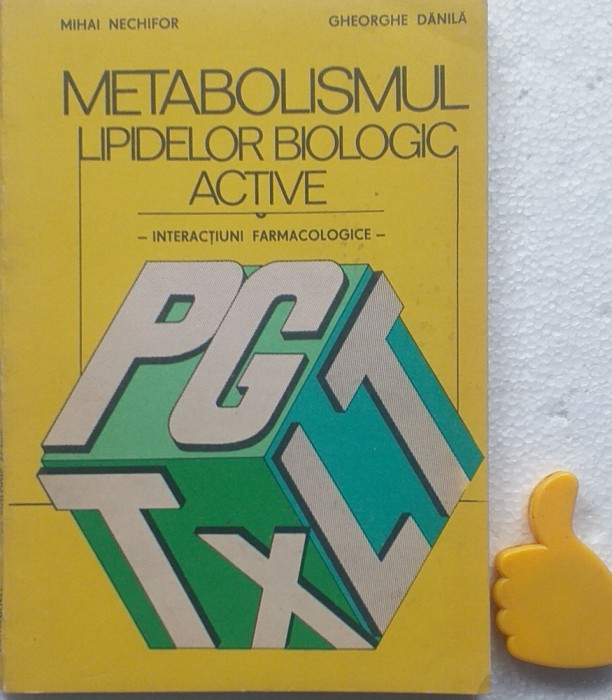 MIHAI NECHIFOR
GHEORGHE DĂNILĂ
METABOLISMUL
LIPIDELOR BIOLOGIC
ACTIVE
– INTERACȚIUNI FARMACOLOGICE –
PG
LT
Tx